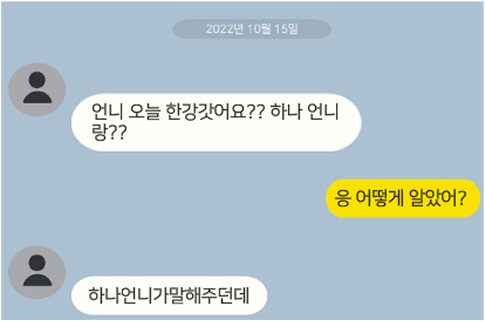 2022년 10월 15일
언니 오늘 한강갓어요?? 하나 언니
랑??
응 어떻게 알았어?
하나언니가말해주던데